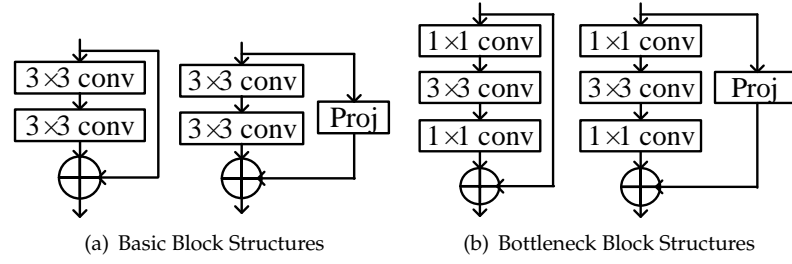 3×3 conv
3×3 conv
3×3 conv
3×3 conv
Proj
(a) Basic Block Structures
1×1 conv
3×3 conv
1×1 conv
1×1 conv
3×3 conv
1×1 conv
Proj
(b) Bottleneck Block Structures